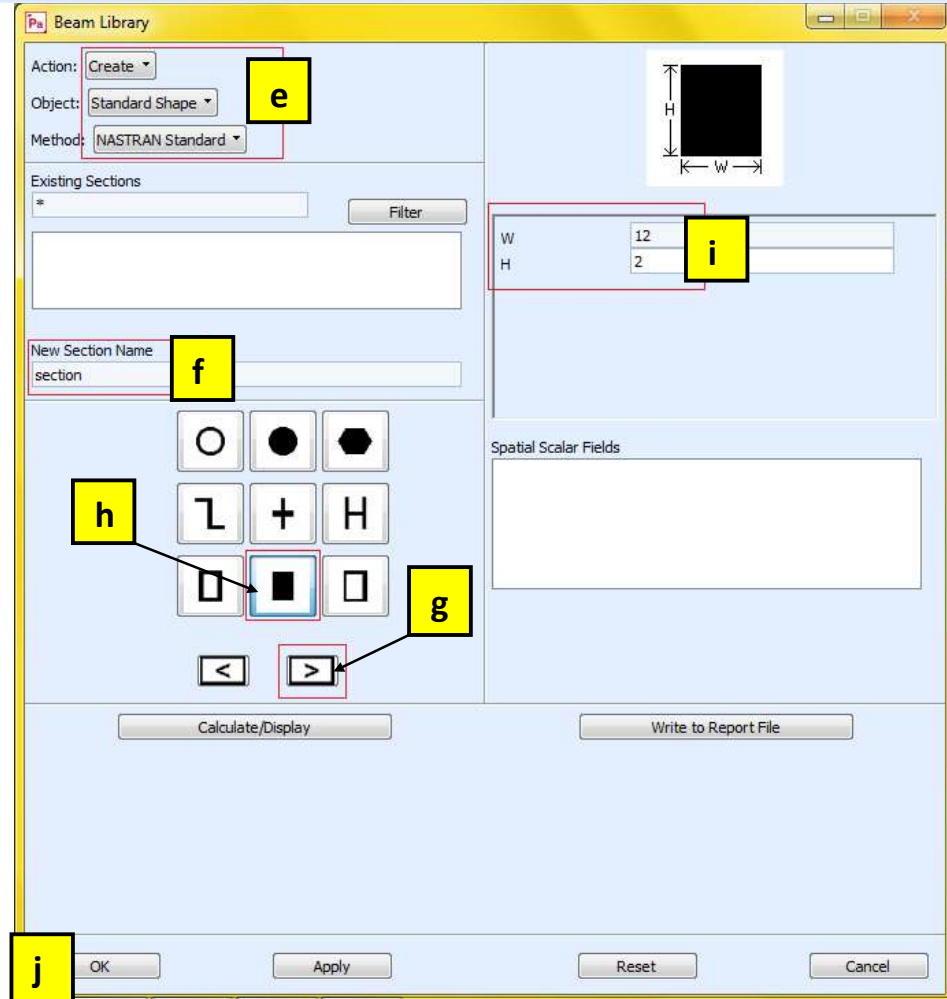 Pa Beam Library
Action: Create
Object: Standard Shape
Method: NASTRAN Standard
e
Existing Sections
*
Filter
New Section Name
section
f
h
g
< >
H
W
W 12
H 2
i
Spatial Scalar Fields
Calculate/Display
Write to Report File
j
OK
Apply
Reset
Cancel